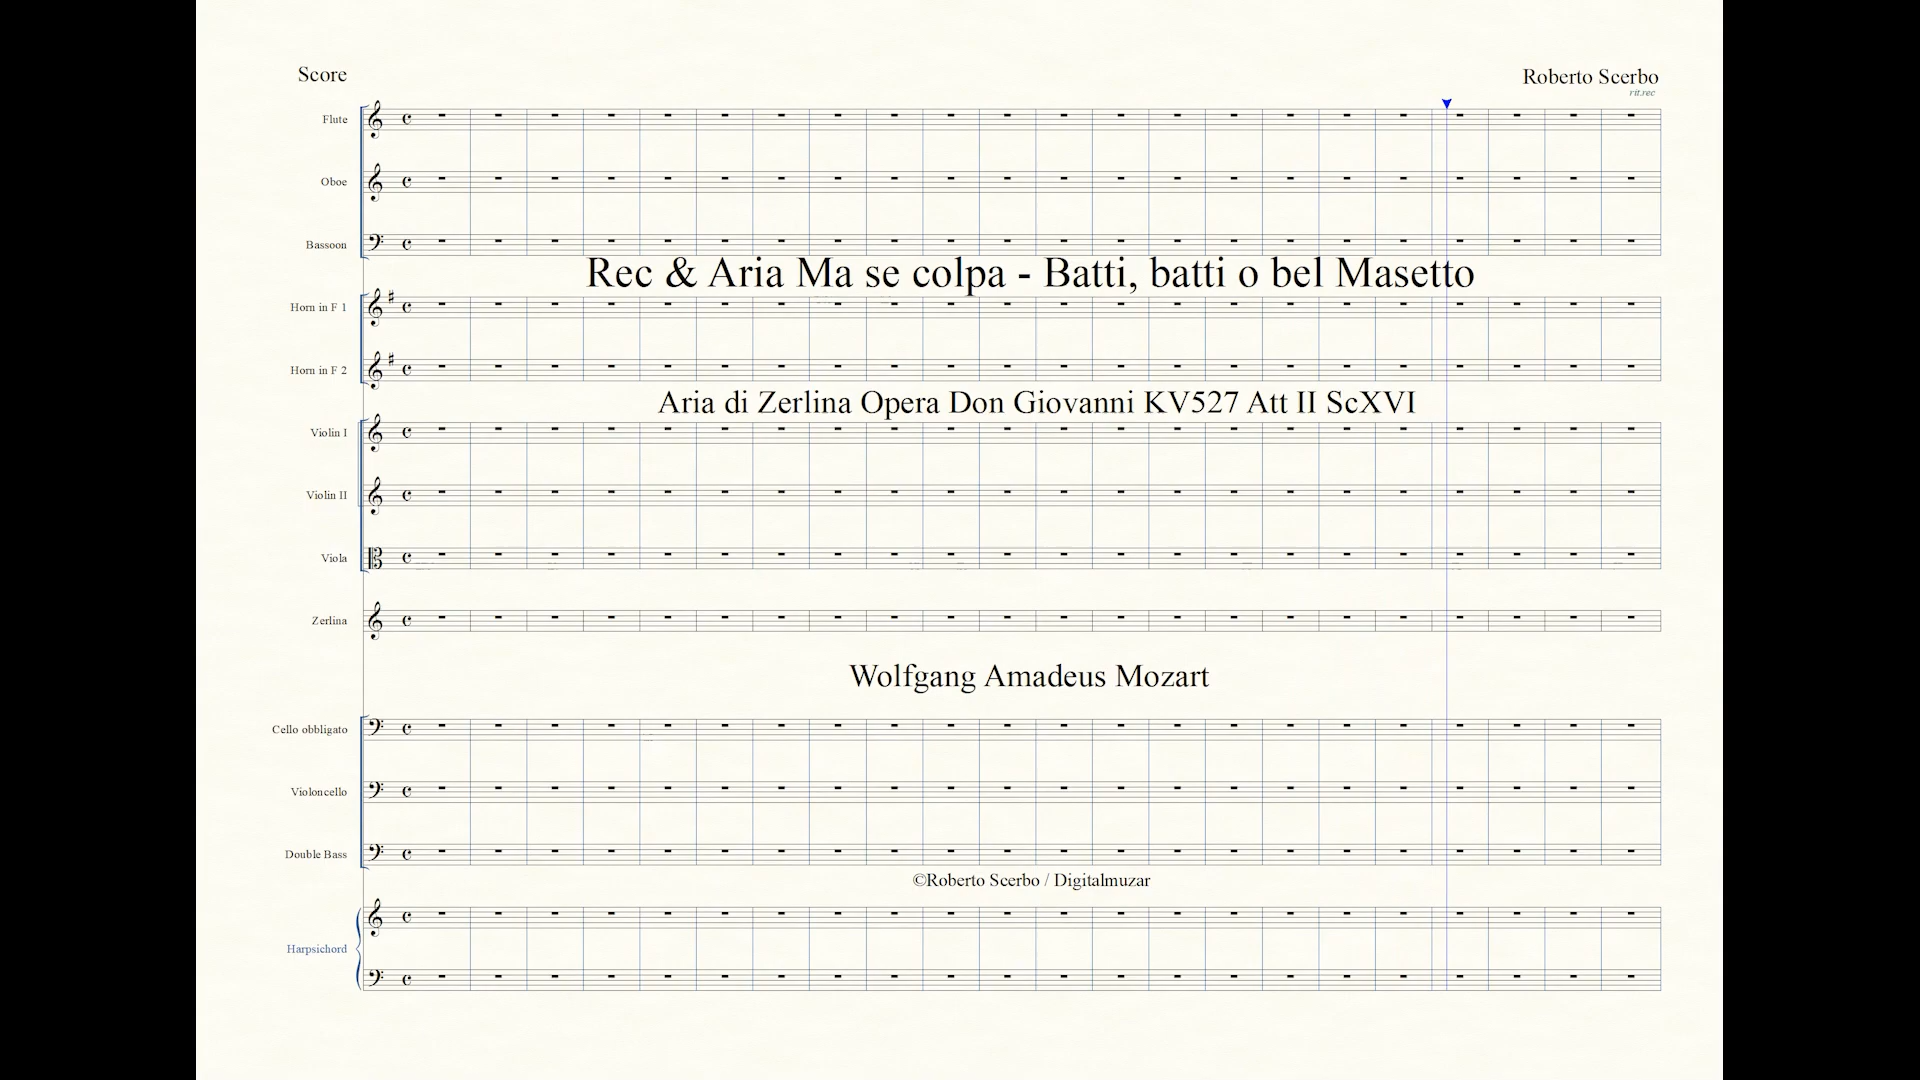 Score
Roberto Scerbo
rit.rec
Flute
Oboe
Bassoon
Rec & Aria Ma se colpa - Batti, batti o bel Masetto
Horn in F 1
Horn in F 2
Aria di Zerlina Opera Don Giovanni KV527 Att II ScXVI
Violin I
Violin II
Viola
Zerlina
Wolfgang Amadeus Mozart
Cello obbligato
Violoncello
Double Bass
©Roberto Scerbo / Digitalmuzar
Harpsichord